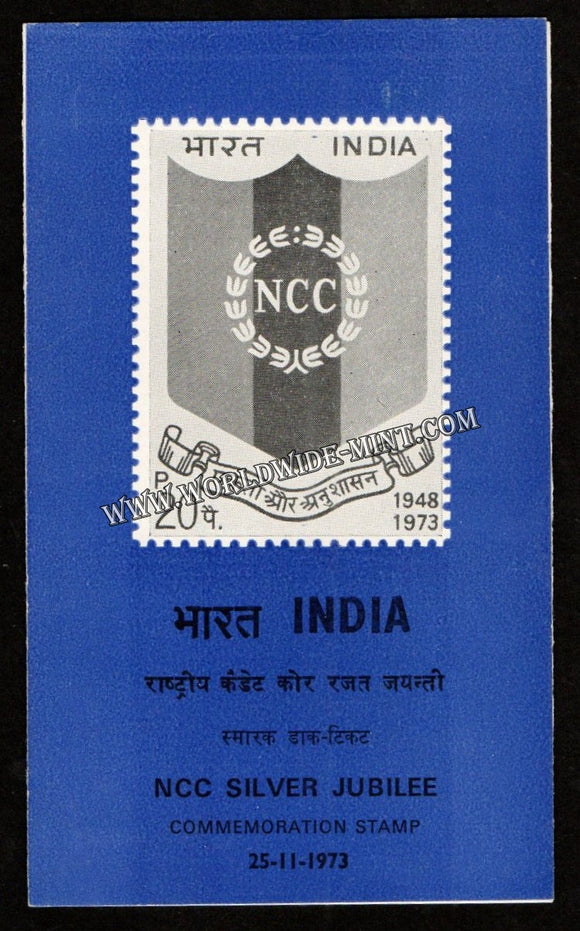 भारत INDIA
NCC
और अनुशासन
P
20 पै.
1948
1973
www.WORLDWIDE-MINT.COM
भारत INDIA
राष्ट्रीय कैडेट कोर रजत जयन्ती
स्मारक डाक-टिकट
NCC SILVER JUBILEE
COMMEMORATION STAMP
25-11-1973